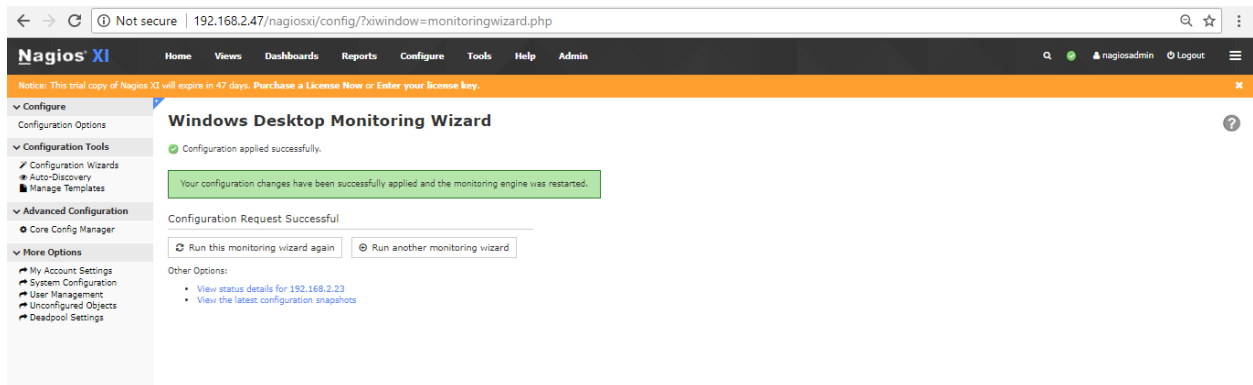 Not secure | 192.168.2.47/nagiosxi/config/?xiwindow=monitoringwizard.php
Nagios® XI Home Views Dashboards Reports Configure Tools Help Admin nagiosadmin Logout
Notice: This trial copy of Nagios XI will expire in 47 days. Purchase a License Now or Enter your license key.
Configure
Configuration Options
Configuration Tools
Configuration Wizards
Auto-Discovery
Manage Templates
Advanced Configuration
Core Config Manager
More Options
My Account Settings
System Configuration
User Management
Unconfigured Objects
Deadpool Settings
Windows Desktop Monitoring Wizard
Configuration applied successfully.
Your configuration changes have been successfully applied and the monitoring engine was restarted.
Configuration Request Successful
Run this monitoring wizard again Run another monitoring wizard
Other Options:
View status details for 192.168.2.23
View the latest configuration snapshots